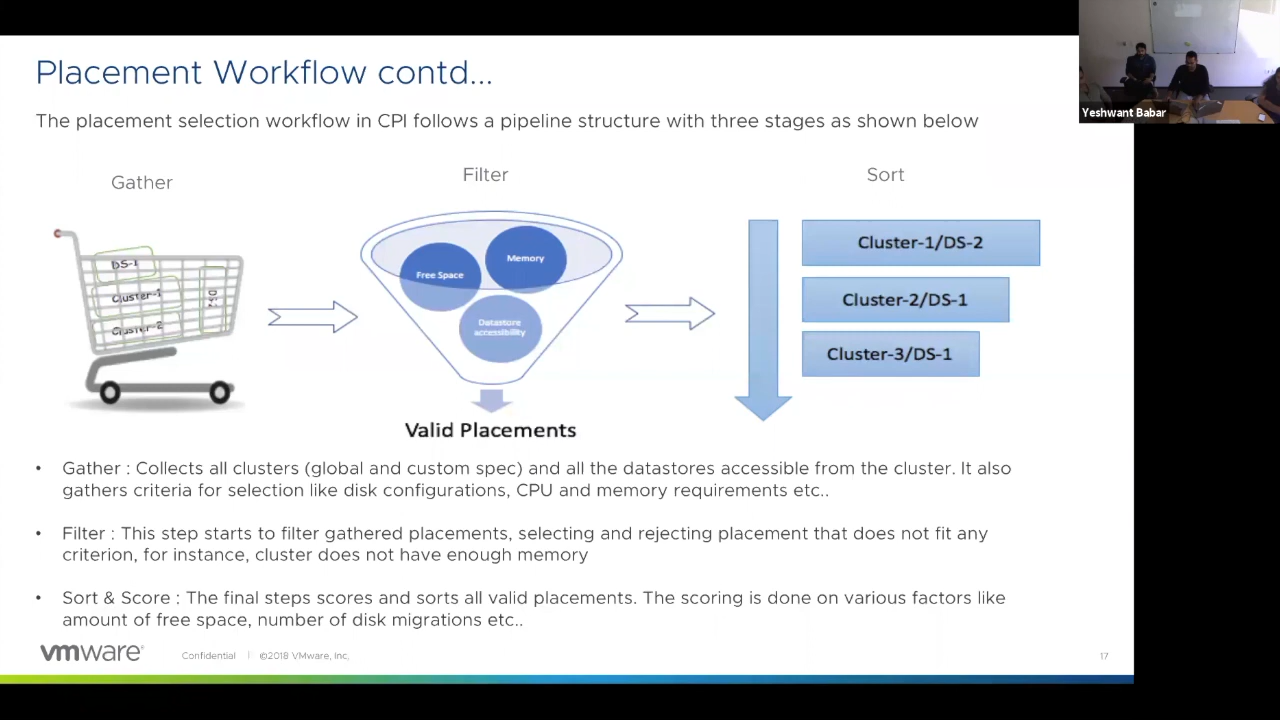 Placement Workflow contd...
The placement selection workflow in CPI follows a pipeline structure with three stages as shown below
Gather
Filter
Sort
DS-1
Cluster-1
Cluster-2
Free Space
Memory
Datastore
accessibility
Valid Placements
Cluster-1/DS-2
Cluster-2/DS-1
Cluster-3/DS-1
• Gather : Collects all clusters (global and custom spec) and all the datastores accessible from the cluster. It also
gathers criteria for selection like disk configurations, CPU and memory requirements etc..
• Filter : This step starts to filter gathered placements, selecting and rejecting placement that does not fit any
criterion, for instance, cluster does not have enough memory
• Sort & Score : The final steps scores and sorts all valid placements. The scoring is done on various factors like
amount of free space, number of disk migrations etc..
vmware®
Confidential | ©2018 VMware, Inc.
17
Yeshwant Babar